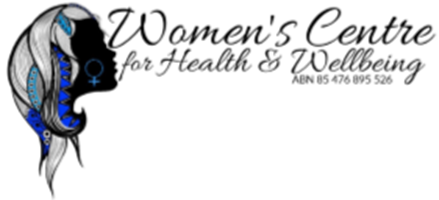 Women's Centre
for Health & Wellbeing
ABN 85 476 895 526